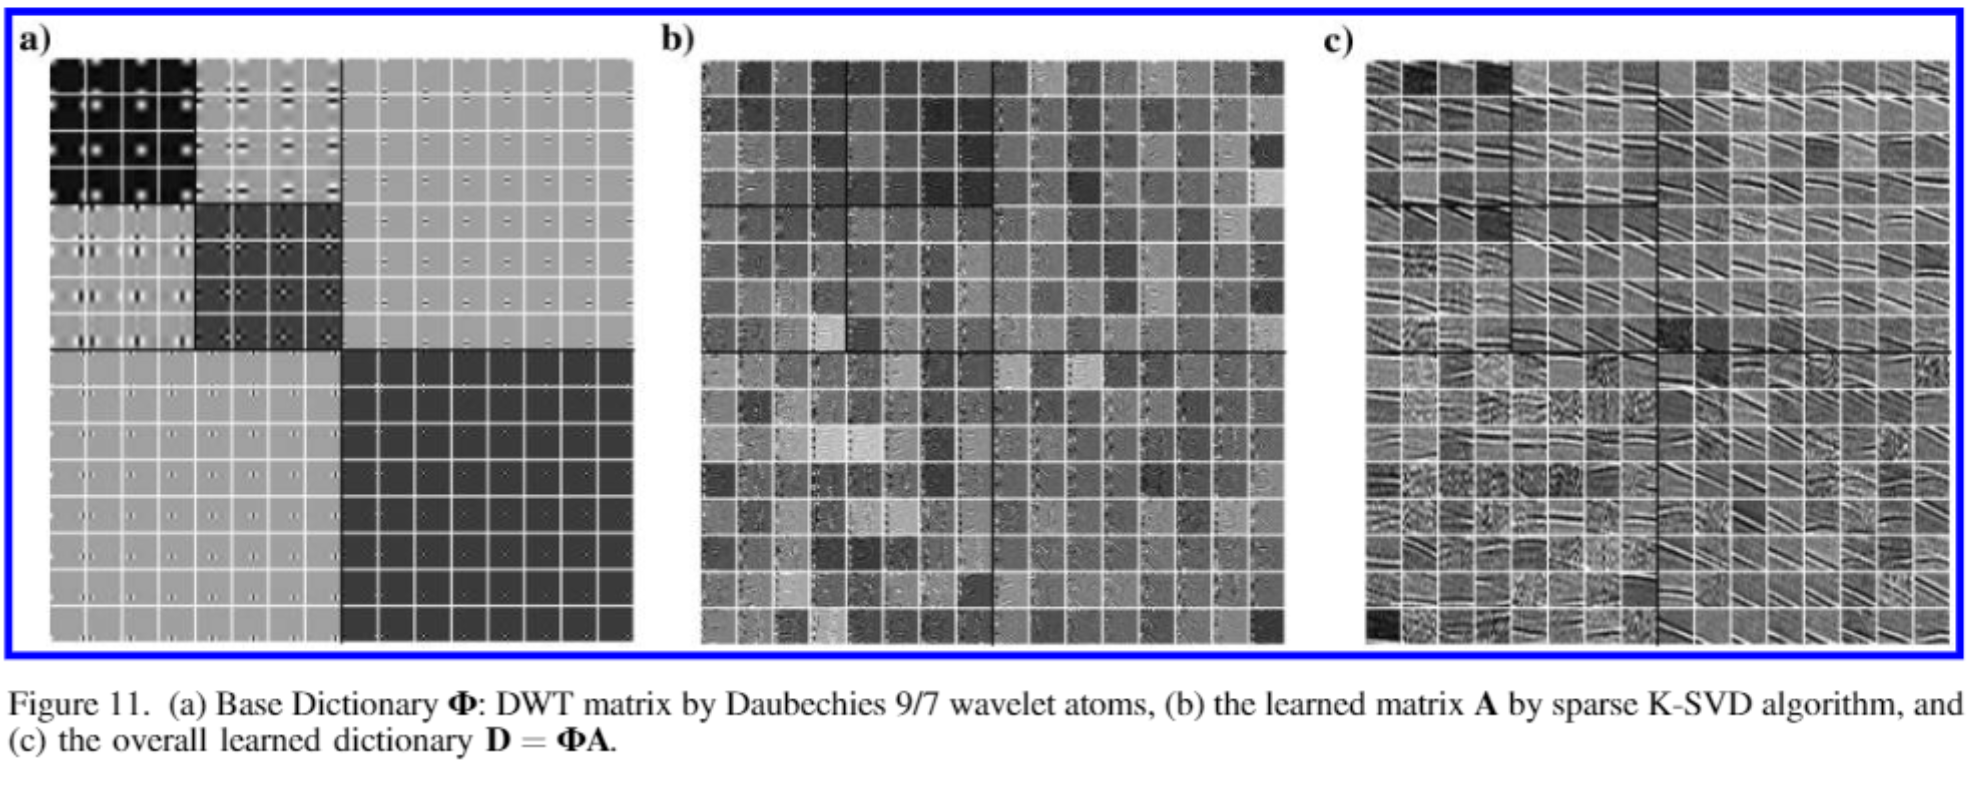 a) b) c)
Figure 11. (a) Base Dictionary Φ: DWT matrix by Daubechies 9/7 wavelet atoms, (b) the learned matrix A by sparse K-SVD algorithm, and
(c) the overall learned dictionary D = ΦA.